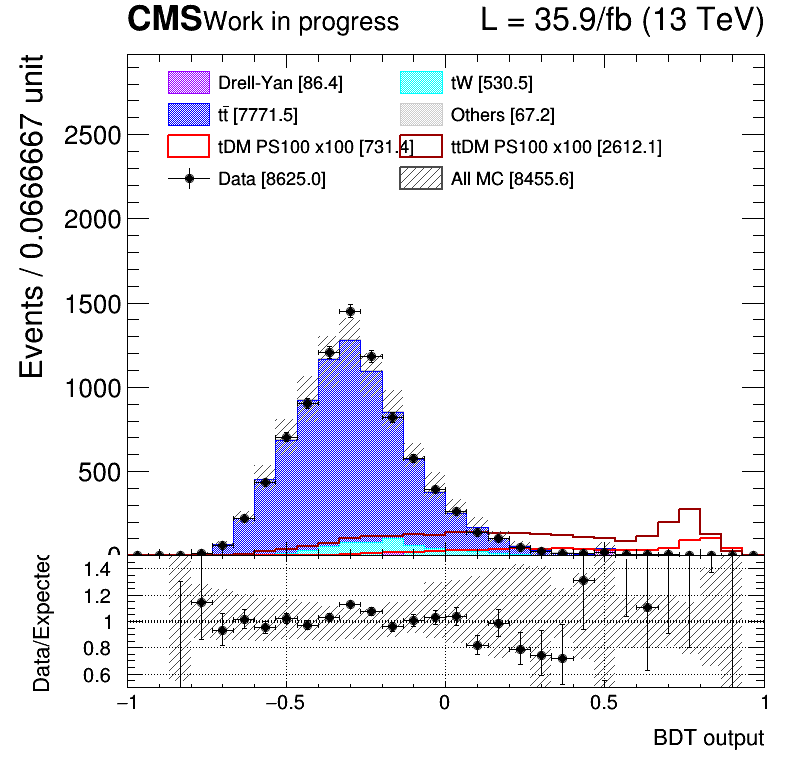 CMS Work in progress L = 35.9/fb (13 TeV)
Events / 0.0666667 unit
Drell-Yan [86.4] tW [530.5]
tt̄ [7771.5] Others [67.2]
tDM PS100 x100 [731.4] ttDM PS100 x100 [2612.1]
Data [8625.0] All MC [8455.6]
2500
2000
1500
1000
500
0
Data/Expected
1.4
1.2
1
0.8
0.6
−1 −0.5 0 0.5 1
BDT output